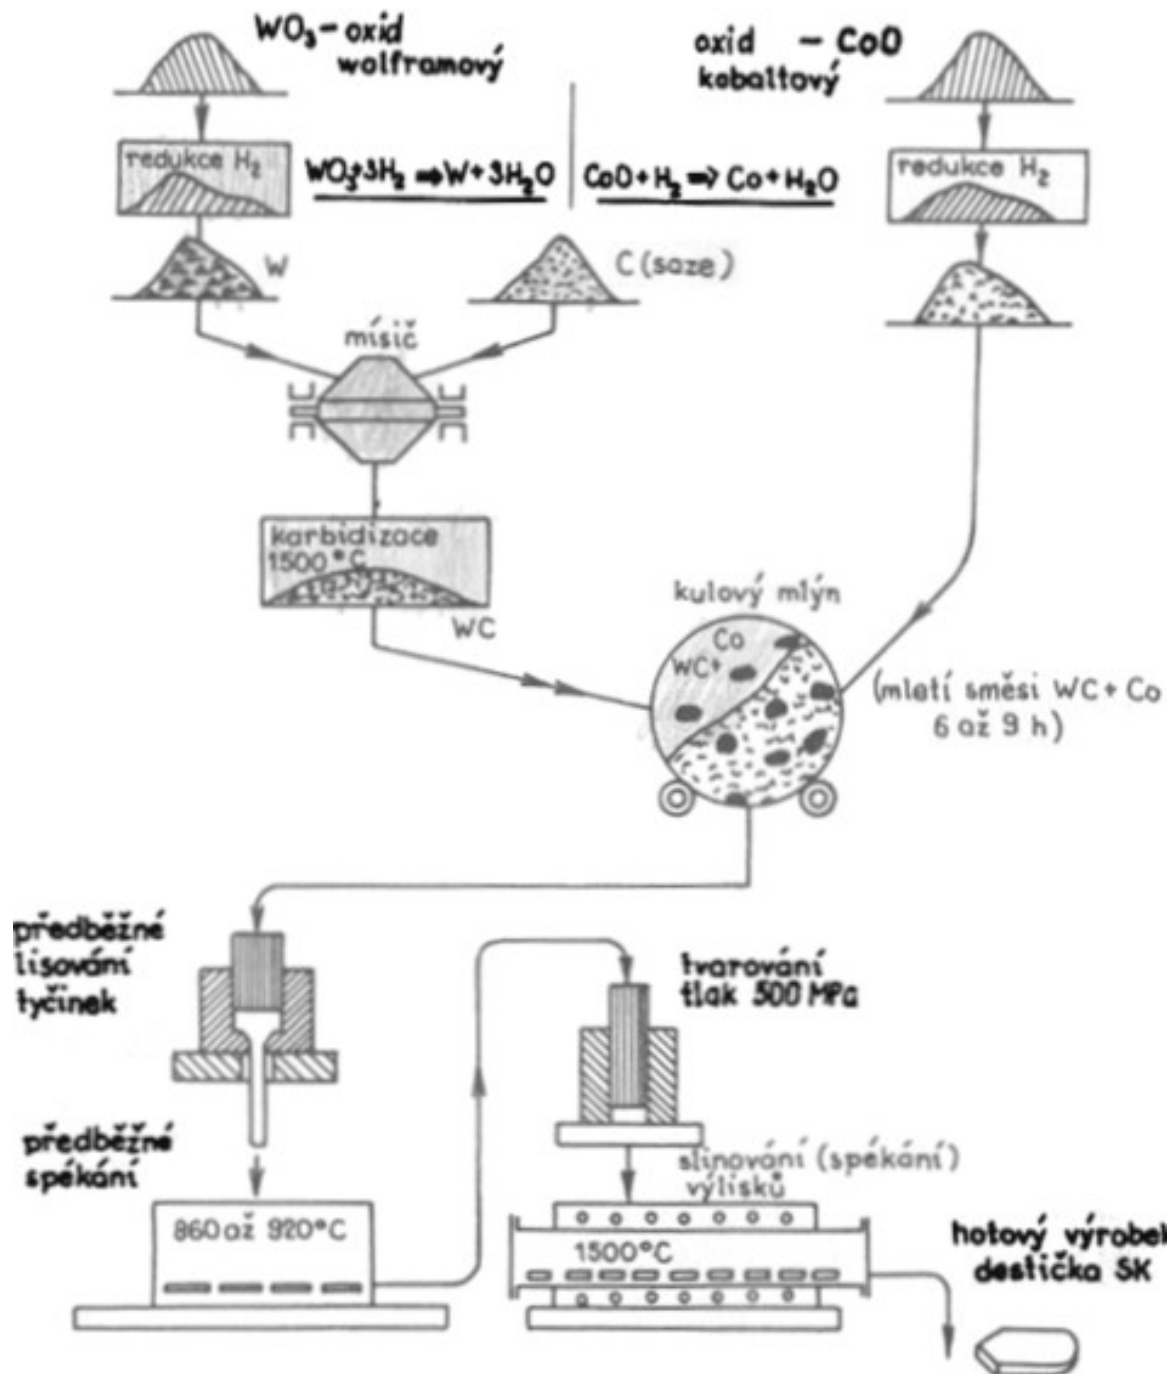 WO₃ – oxid
wolframový
oxid – CoO
kobaltový
redukce H₂
WO₃+3H₂ ⇒ W + 3H₂O
CoO + H₂ ⇒ Co + H₂O
redukce H₂
W
C (saze)
mísič
karbidizace
1500°C
WC
kulový mlýn
Co
WC+
(mletí směsi WC + Co
6 až 9 h)
předběžné
lisování
tyčinek
tvarování
tlak 500 MPa
předběžné
spékání
slinování (spékání)
výlisků
860 až 920°C
1500°C
hotový výrobek
destička SK